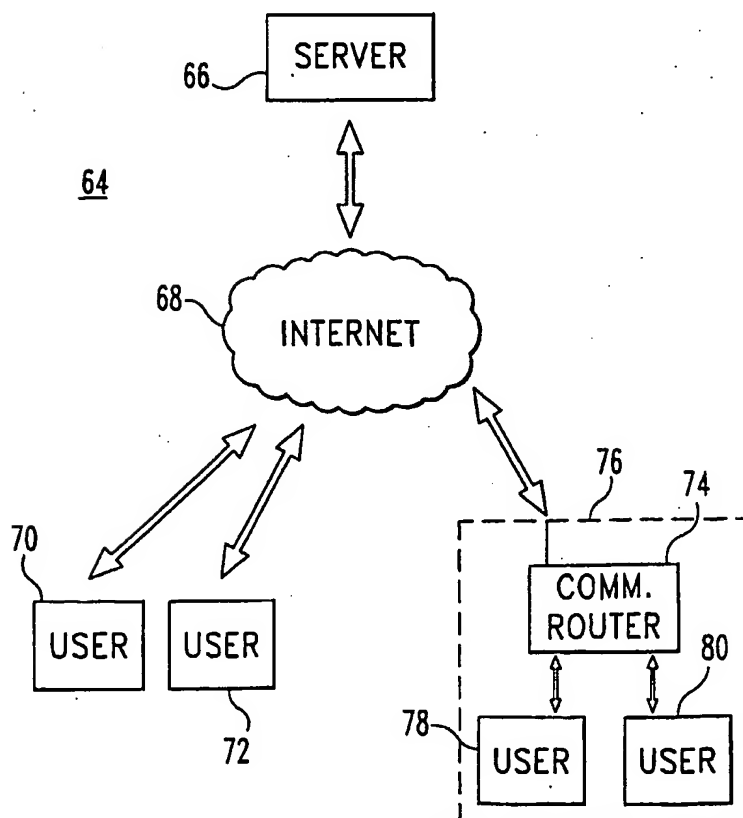 SERVER
66
64
68
INTERNET
76
74
70
COMM.
ROUTER
USER
USER
80
72
78
USER
USER